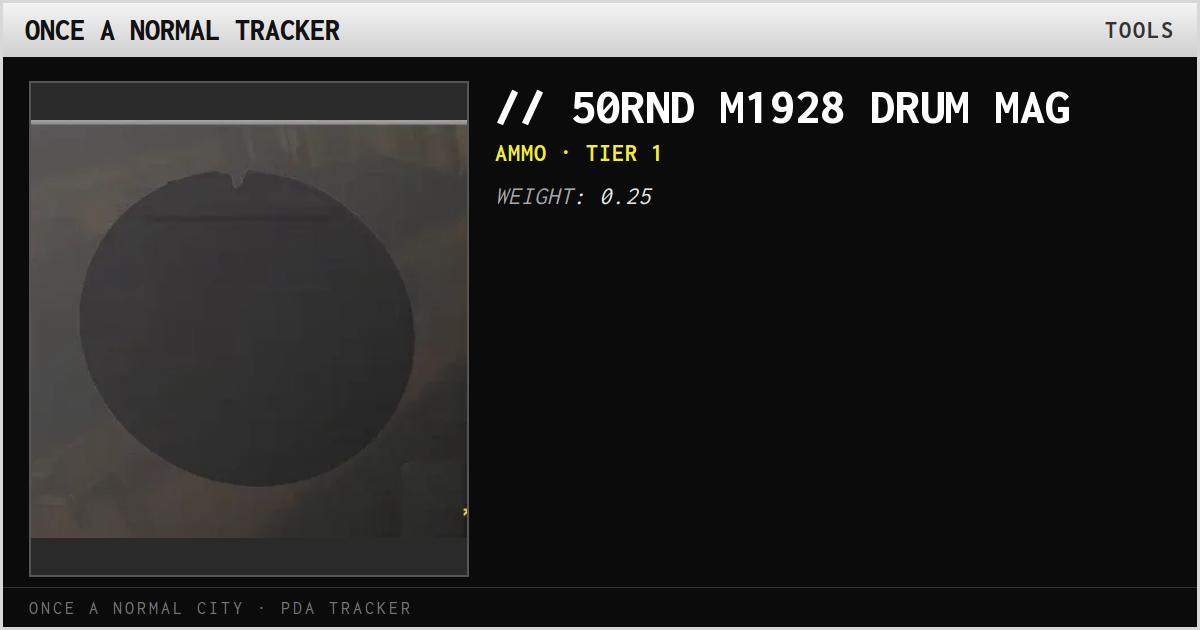 ONCE A NORMAL TRACKER
TOOLS
// 50RND M1928 DRUM MAG
AMMO · TIER 1
WEIGHT: 0.25
ONCE A NORMAL CITY · PDA TRACKER